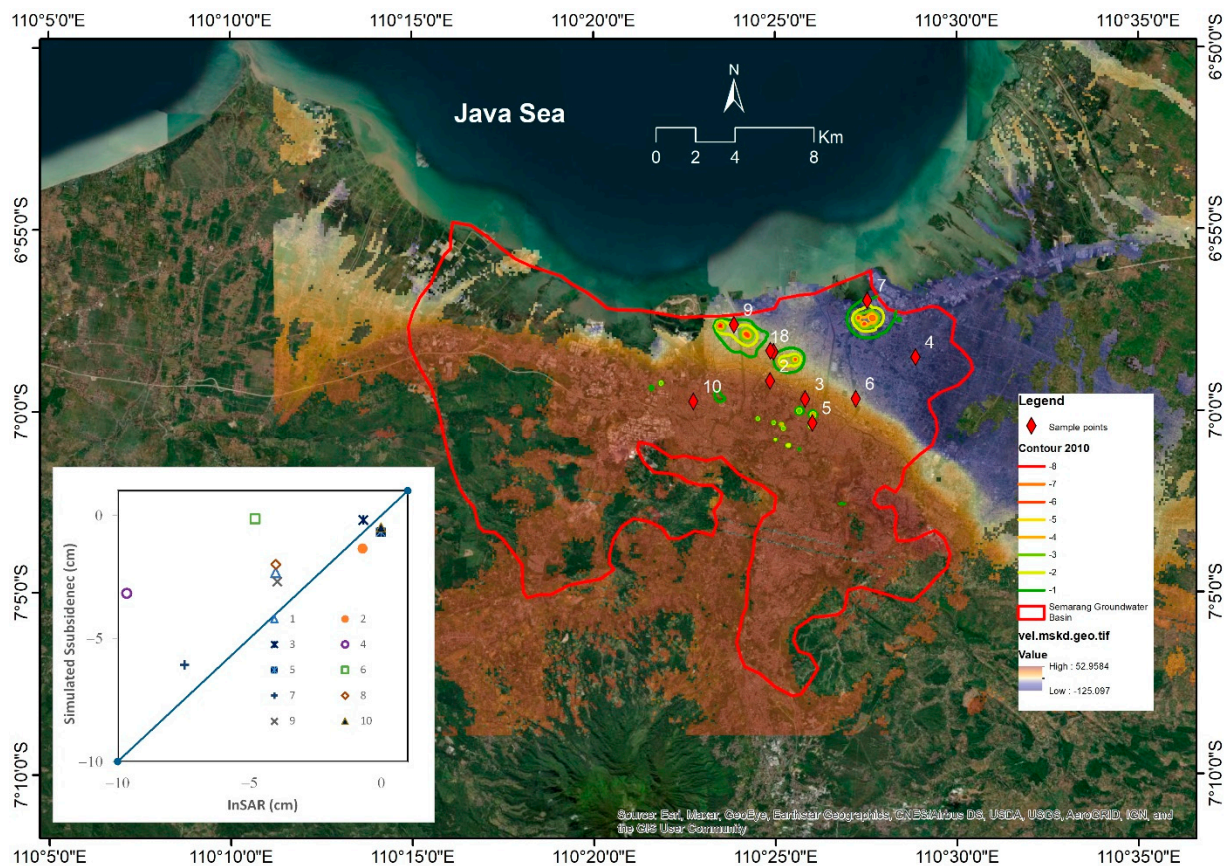 110°5'0"E 110°10'0"E 110°15'0"E 110°20'0"E 110°25'0"E 110°30'0"E 110°35'0"E
6°50'0"S
6°55'0"S
7°0'0"S
7°5'0"S
7°10'0"S
Java Sea
N
Km
0 2 4 8
7
9
4
18
2
10
3
6
5
Legend
Sample points
Contour 2010
-8
-7
-6
-5
-4
-3
-2
-1
Semarang Groundwater
Basin
vel.mskd.geo.tif
Value
High : 52.9584
Low : -125.097
Simulated Ssubsidenec (cm)
0
−5
−10
1 2
3 4
5 6
7 8
9 10
−10 −5 0
InSAR (cm)
Source: Esri, Maxar, GeoEye, Earthstar Geographics, CNES/Airbus DS, USDA, USGS, AeroGRID, IGN, and
the GIS User Community
6°50'0"S
6°55'0"S
7°0'0"S
7°5'0"S
7°10'0"S
110°5'0"E 110°10'0"E 110°15'0"E 110°20'0"E 110°25'0"E 110°30'0"E 110°35'0"E